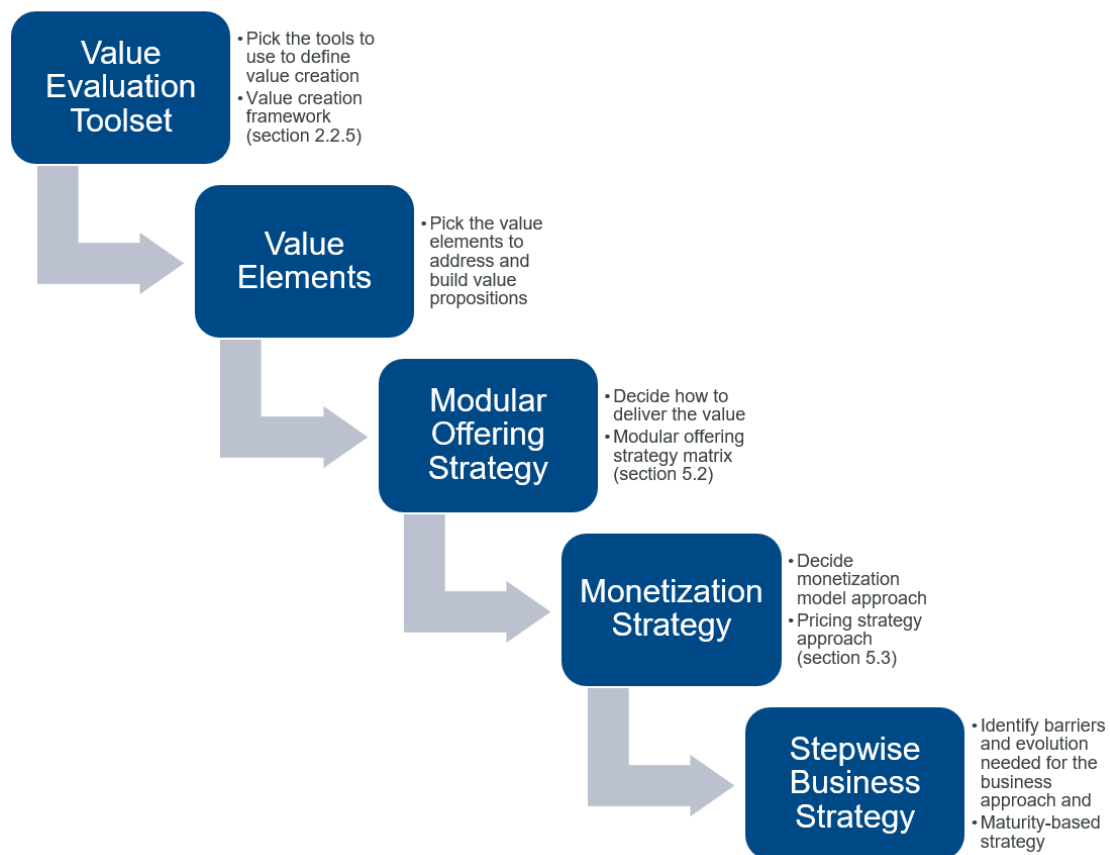 Value
Evaluation
Toolset
• Pick the tools to
use to define
value creation
• Value creation
framework
(section 2.2.5)
Value
Elements
• Pick the value
elements to
address and
build value
propositions
Modular
Offering
Strategy
• Decide how to
deliver the value
• Modular offering
strategy matrix
(section 5.2)
Monetization
Strategy
• Decide
monetization
model approach
• Pricing strategy
approach
(section 5.3)
Stepwise
Business
Strategy
• Identify barriers
and evolution
needed for the
business
approach and
• Maturity-based
strategy